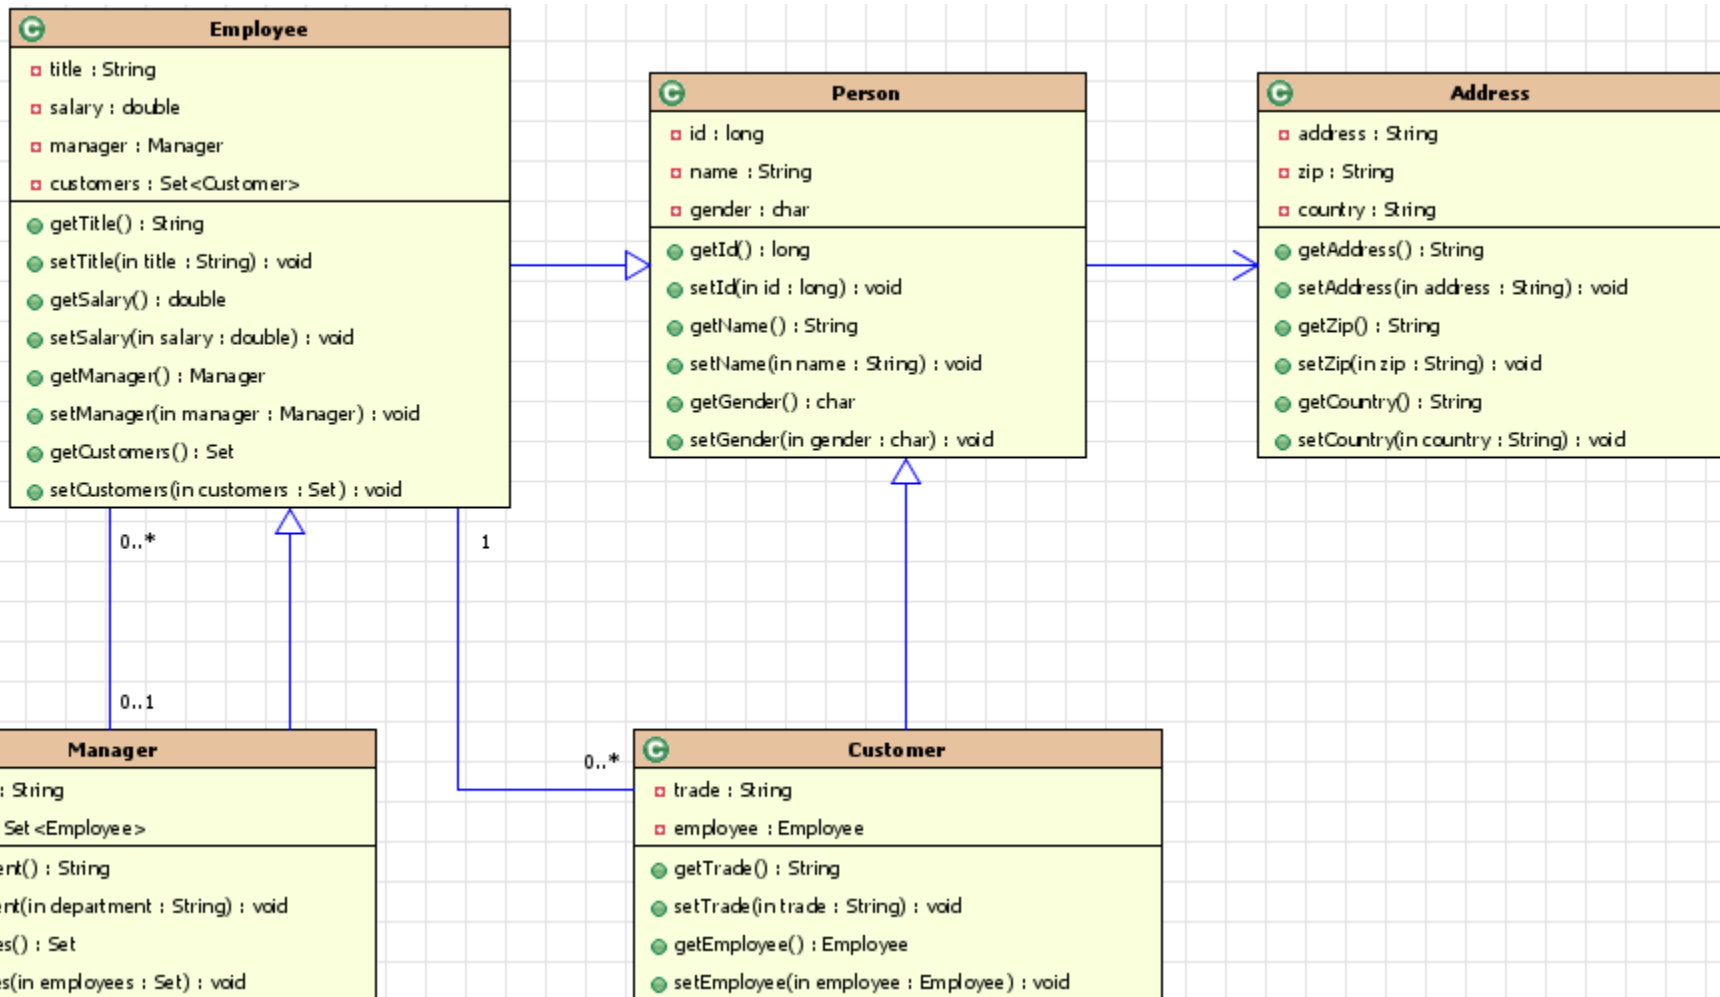 C Employee
title : String
salary : double
manager : Manager
customers : Set<Customer>
getTitle() : String
setTitle(in title : String) : void
getSalary() : double
setSalary(in salary : double) : void
getManager() : Manager
setManager(in manager : Manager) : void
getCustomers() : Set
setCustomers(in customers : Set) : void
C Person
id : long
name : String
gender : char
getId() : long
setId(in id : long) : void
getName() : String
setName(in name : String) : void
getGender() : char
setGender(in gender : char) : void
C Address
address : String
zip : String
country : String
getAddress() : String
setAddress(in address : String) : void
getZip() : String
setZip(in zip : String) : void
getCountry() : String
setCountry(in country : String) : void
0..*
1
0..1
0..*
Manager
: String
Set<Employee>
ent() : String
ent(in department : String) : void
es() : Set
es(in employees : Set) : void
C Customer
trade : String
employee : Employee
getTrade() : String
setTrade(in trade : String) : void
getEmployee() : Employee
setEmployee(in employee : Employee) : void